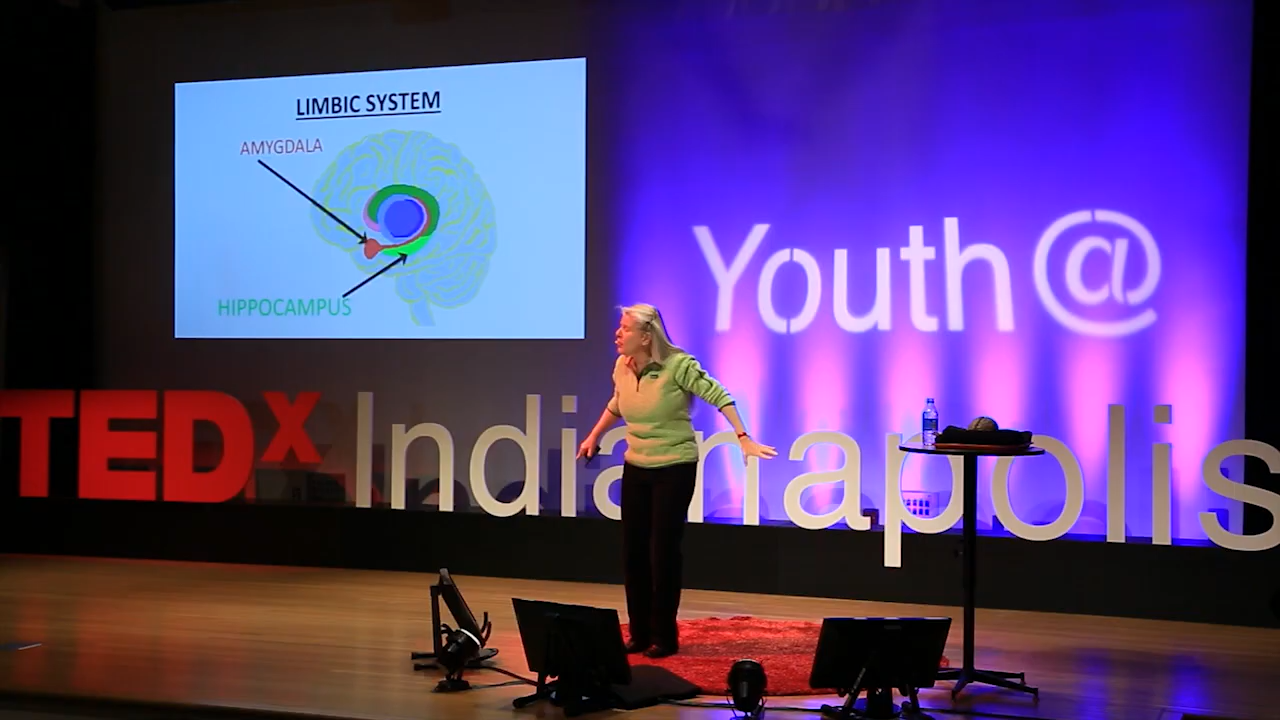 LIMBIC SYSTEM
AMYGDALA
HIPPOCAMPUS
Youth@
TEDx Indianapolis